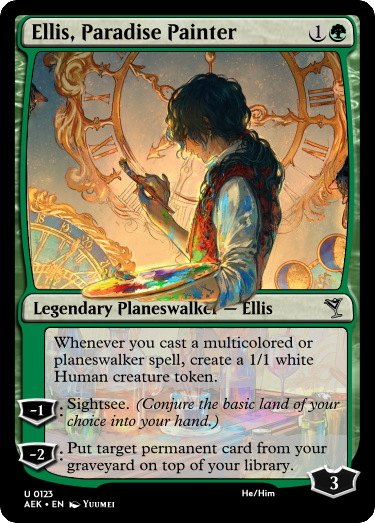 Ellis, Paradise Painter 1
Legendary Planeswalker — Ellis
Whenever you cast a multicolored or
planeswalker spell, create a 1/1 white
Human creature token.
-1: Sightsee. (Conjure the basic land of your
choice into your hand.)
-2: Put target permanent card from your
graveyard on top of your library.
3
U 0123 He/Him
AEK • EN Yuumei